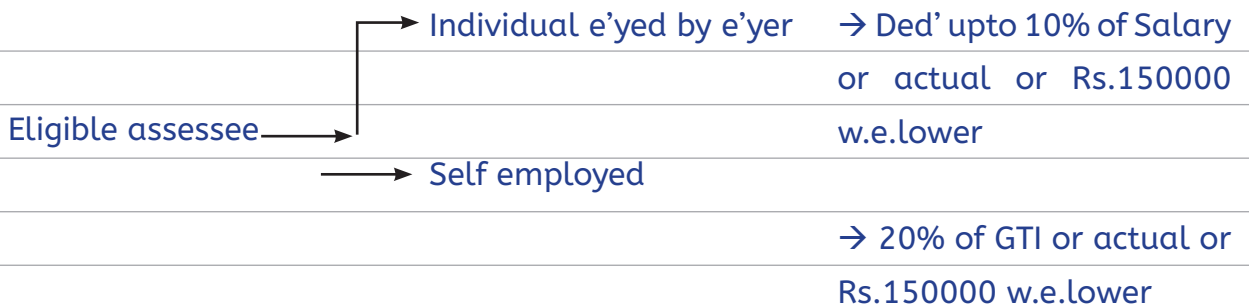 Individual e'yed by e'yer → Ded' upto 10% of Salary
or actual or Rs.150000
Eligible assessee w.e.lower
Self employed
→ 20% of GTI or actual or
Rs.150000 w.e.lower